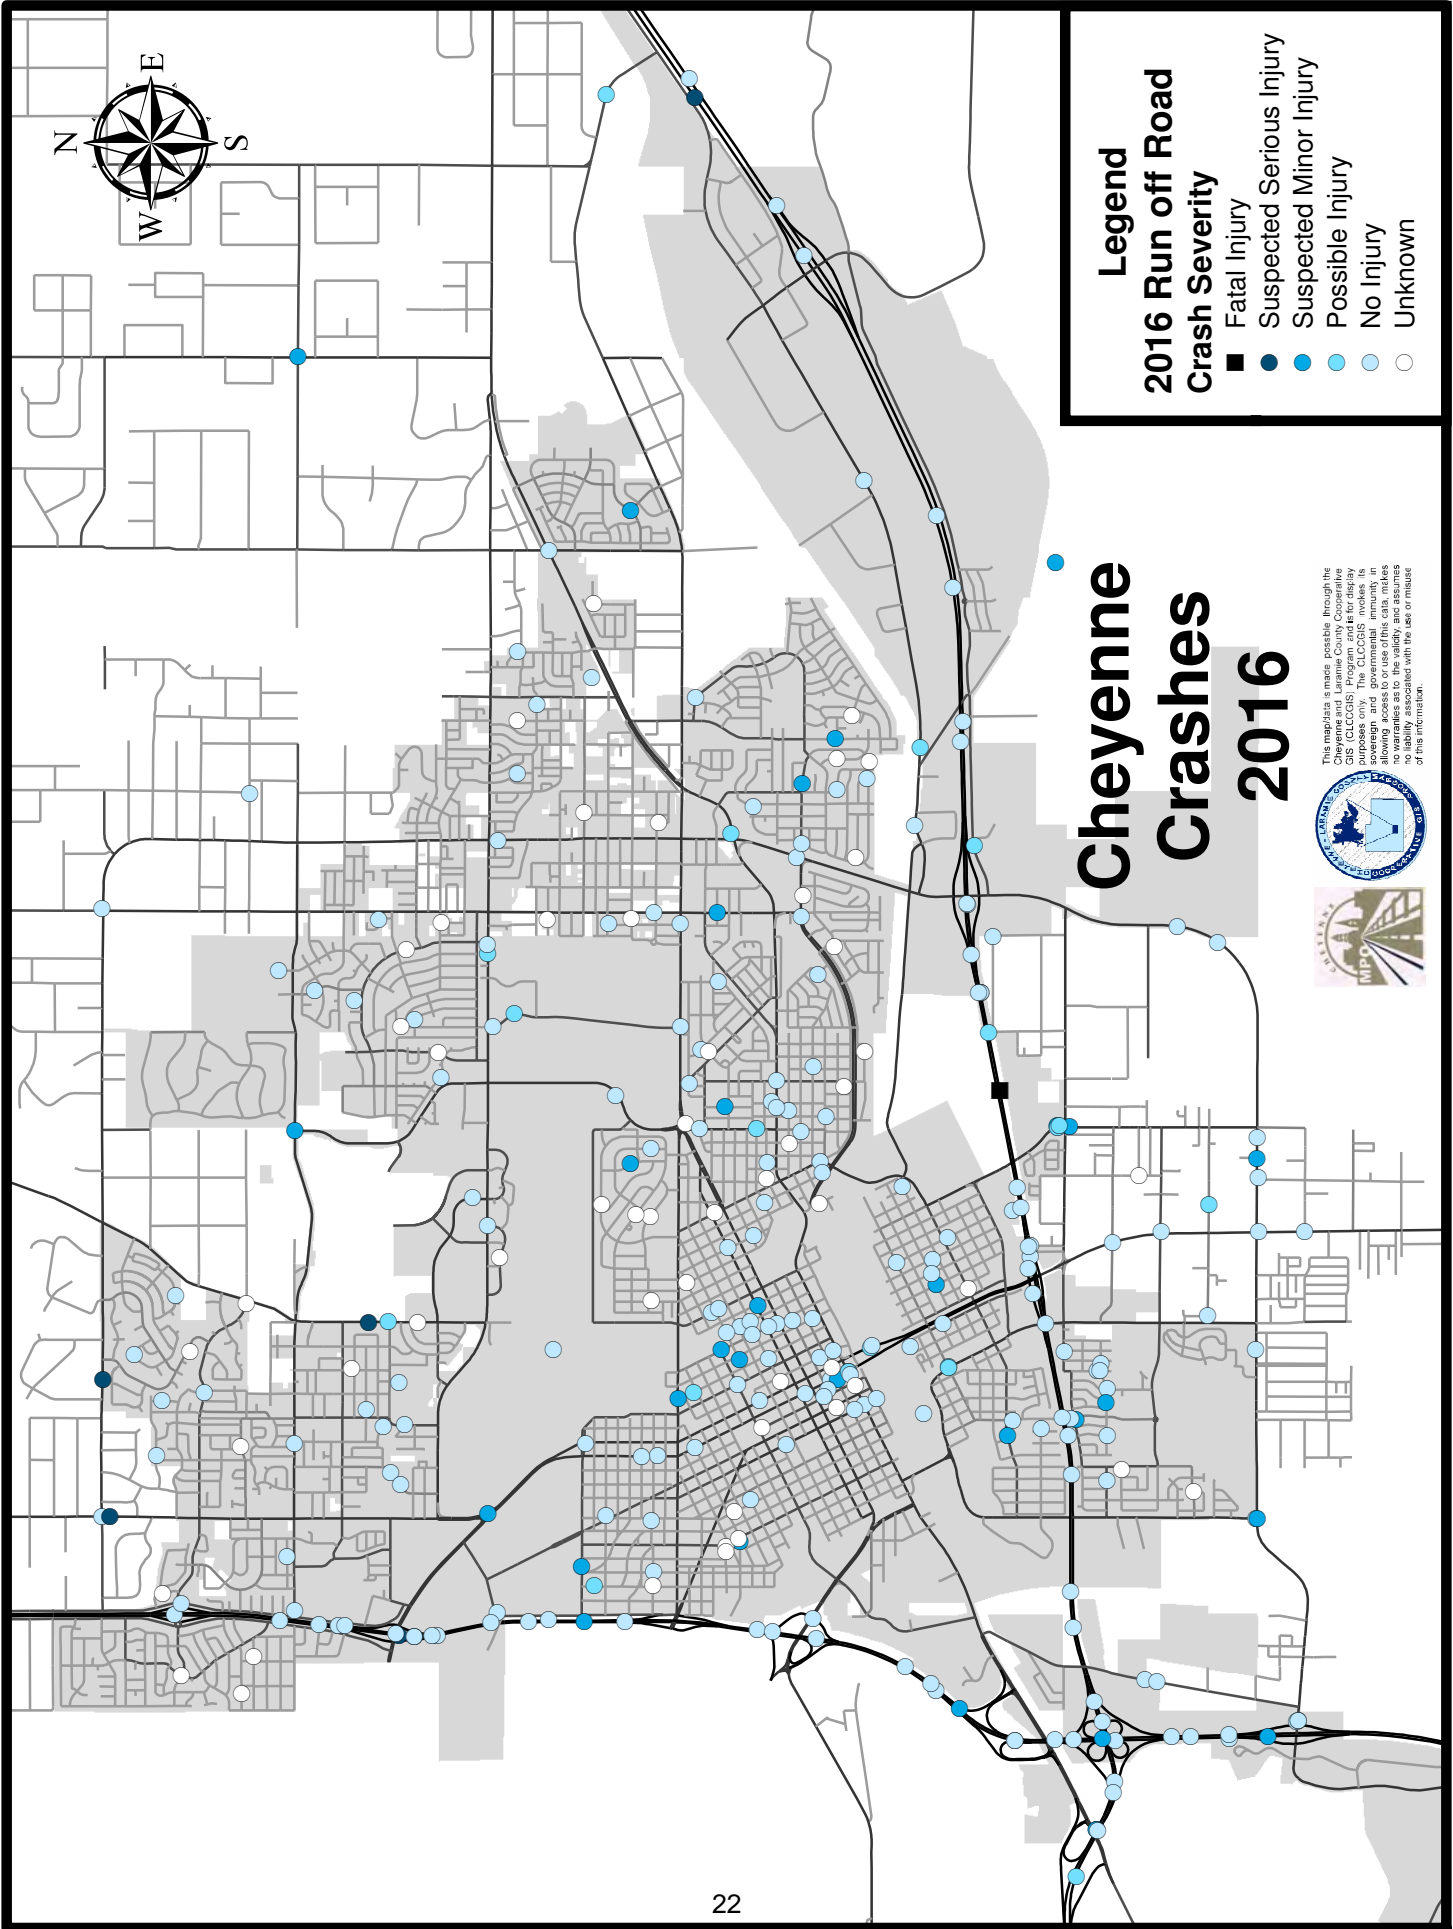 N
E
S
W
Legend
2016 Run off Road
Crash Severity
Fatal Injury
Suspected Serious Injury
Suspected Minor Injury
Possible Injury
No Injury
Unknown
Cheyenne
Crashes
2016
This map/data is made possible through the
Cheyenne and Laramie County Cooperative
GIS (CLCCGIS) Program and is for display
purposes only. The CLCCGIS invokes its
sovereign and governmental immunity in
allowing access to or use of this data, makes
no warranties as to the validity, and assumes
no liability associated with the use or misuse
of this information.
CHEYENNE
MPO
22